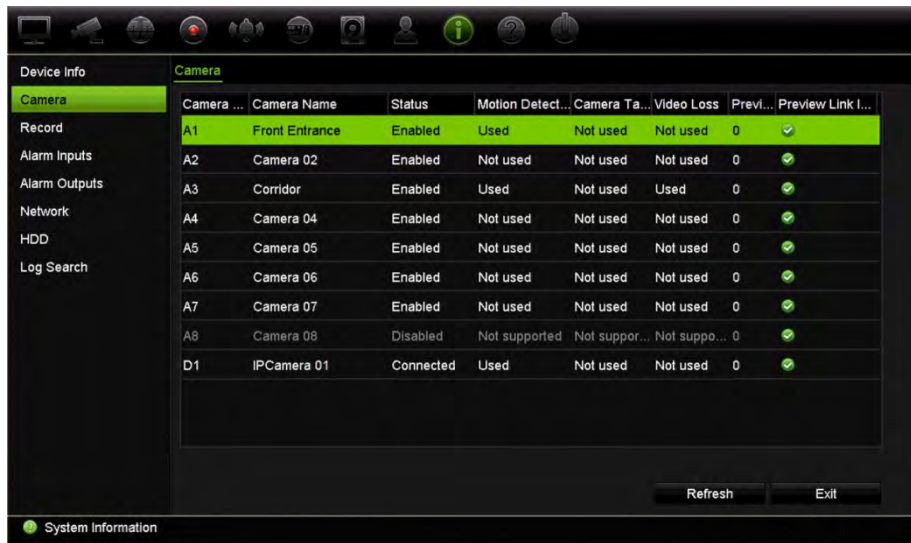 Device Info
Camera
Record
Alarm Inputs
Alarm Outputs
Network
HDD
Log Search
Camera
Camera ... Camera Name Status Motion Detect... Camera Ta... Video Loss Previ... Preview Link I...
A1 Front Entrance Enabled Used Not used Not used 0
A2 Camera 02 Enabled Not used Not used Not used 0
A3 Corridor Enabled Used Not used Used 0
A4 Camera 04 Enabled Not used Not used Not used 0
A5 Camera 05 Enabled Not used Not used Not used 0
A6 Camera 06 Enabled Not used Not used Not used 0
A7 Camera 07 Enabled Not used Not used Not used 0
A8 Camera 08 Disabled Not supported Not suppor... Not suppo... 0
D1 IPCamera 01 Connected Used Not used Not used 0
Refresh Exit
System Information